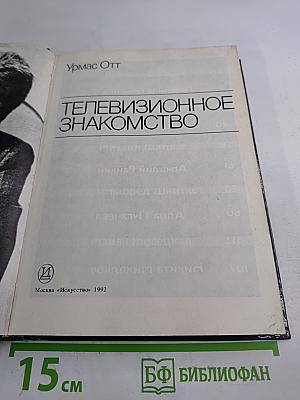 Урмас Отт
ТЕЛЕВИЗИОННОЕ
ЗНАКОМСТВО
Москва «Искусство» 1992
15 см
БФ БИБЛИОФАН